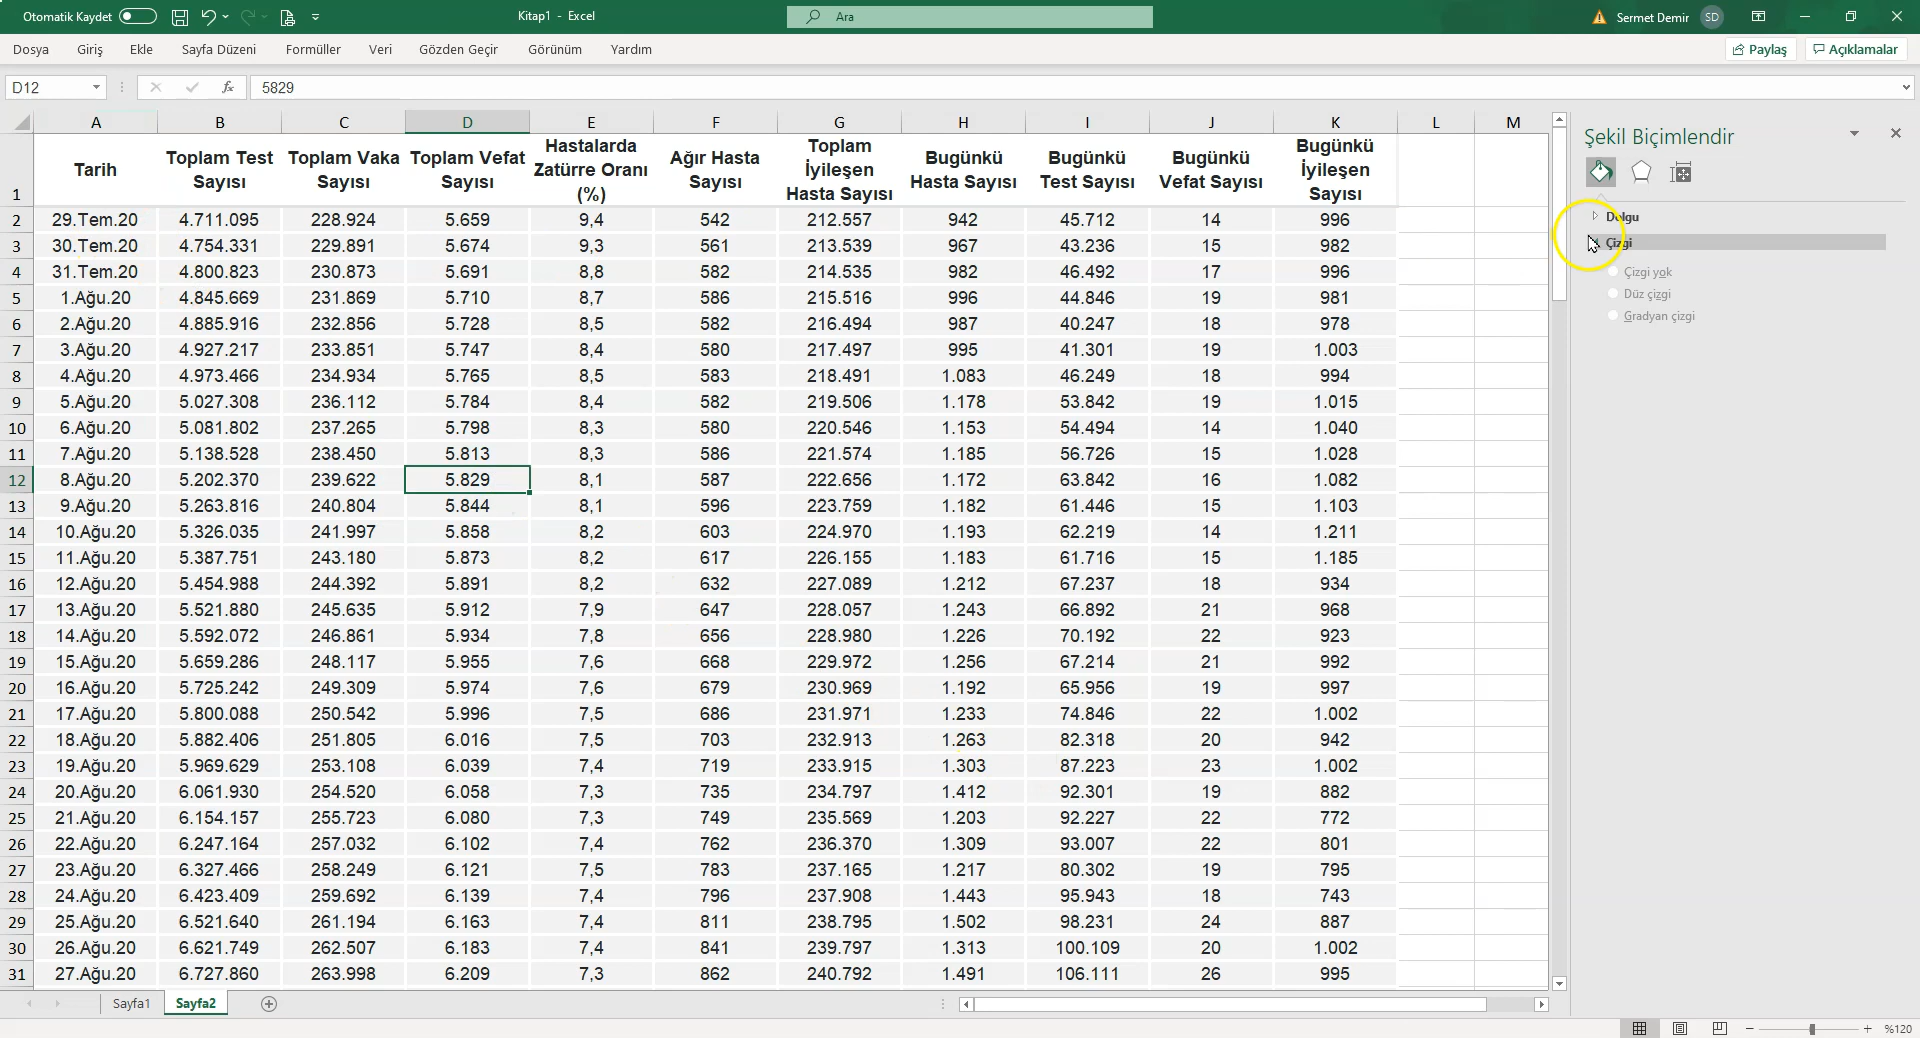 Otomatik Kaydet
Kitap1 - Excel
Ara
Sermet Demir SD
Dosya Giriş Ekle Sayfa Düzeni Formüller Veri Gözden Geçir Görünüm Yardım Paylaş Açıklamalar
D12 fx 5829
A B C D E F G H I J K L M
1 Tarih Toplam Test Sayısı Toplam Vaka Sayısı Toplam Vefat Sayısı Hastalarda Zatürre Oranı (%) Ağır Hasta Sayısı Toplam İyileşen Hasta Sayısı Bugünkü Hasta Sayısı Bugünkü Test Sayısı Bugünkü Vefat Sayısı Bugünkü İyileşen Sayısı
2 29.Tem.20 4.711.095 228.924 5.659 9,4 542 212.557 942 45.712 14 996
3 30.Tem.20 4.754.331 229.891 5.674 9,3 561 213.539 967 43.236 15 982
4 31.Tem.20 4.800.823 230.873 5.691 8,8 582 214.535 982 46.492 17 996
5 1.Ağu.20 4.845.669 231.869 5.710 8,7 586 215.516 996 44.846 19 981
6 2.Ağu.20 4.885.916 232.856 5.728 8,5 582 216.494 987 40.247 18 978
7 3.Ağu.20 4.927.217 233.851 5.747 8,4 580 217.497 995 41.301 19 1.003
8 4.Ağu.20 4.973.466 234.934 5.765 8,5 583 218.491 1.083 46.249 18 994
9 5.Ağu.20 5.027.308 236.112 5.784 8,4 582 219.506 1.178 53.842 19 1.015
10 6.Ağu.20 5.081.802 237.265 5.798 8,3 580 220.546 1.153 54.494 14 1.040
11 7.Ağu.20 5.138.528 238.450 5.813 8,3 586 221.574 1.185 56.726 15 1.028
12 8.Ağu.20 5.202.370 239.622 5.829 8,1 587 222.656 1.172 63.842 16 1.082
13 9.Ağu.20 5.263.816 240.804 5.844 8,1 596 223.759 1.182 61.446 15 1.103
14 10.Ağu.20 5.326.035 241.997 5.858 8,2 603 224.970 1.193 62.219 14 1.211
15 11.Ağu.20 5.387.751 243.180 5.873 8,2 617 226.155 1.183 61.716 15 1.185
16 12.Ağu.20 5.454.988 244.392 5.891 8,2 632 227.089 1.212 67.237 18 934
17 13.Ağu.20 5.521.880 245.635 5.912 7,9 647 228.057 1.243 66.892 21 968
18 14.Ağu.20 5.592.072 246.861 5.934 7,8 656 228.980 1.226 70.192 22 923
19 15.Ağu.20 5.659.286 248.117 5.955 7,6 668 229.972 1.256 67.214 21 992
20 16.Ağu.20 5.725.242 249.309 5.974 7,6 679 230.969 1.192 65.956 19 997
21 17.Ağu.20 5.800.088 250.542 5.996 7,5 686 231.971 1.233 74.846 22 1.002
22 18.Ağu.20 5.882.406 251.805 6.016 7,5 703 232.913 1.263 82.318 20 942
23 19.Ağu.20 5.969.629 253.108 6.039 7,4 719 233.915 1.303 87.223 23 1.002
24 20.Ağu.20 6.061.930 254.520 6.058 7,3 735 234.797 1.412 92.301 19 882
25 21.Ağu.20 6.154.157 255.723 6.080 7,3 749 235.569 1.203 92.227 22 772
26 22.Ağu.20 6.247.164 257.032 6.102 7,4 762 236.370 1.309 93.007 22 801
27 23.Ağu.20 6.327.466 258.249 6.121 7,5 783 237.165 1.217 80.302 19 795
28 24.Ağu.20 6.423.409 259.692 6.139 7,4 796 237.908 1.443 95.943 18 743
29 25.Ağu.20 6.521.640 261.194 6.163 7,4 811 238.795 1.502 98.231 24 887
30 26.Ağu.20 6.621.749 262.507 6.183 7,4 841 239.797 1.313 100.109 20 1.002
31 27.Ağu.20 6.727.860 263.998 6.209 7,3 862 240.792 1.491 106.111 26 995
Şekil Biçimlendir
Dolgu
Çizgi
Çizgi yok
Düz çizgi
Gradyan çizgi
Sayfa1 Sayfa2
%120